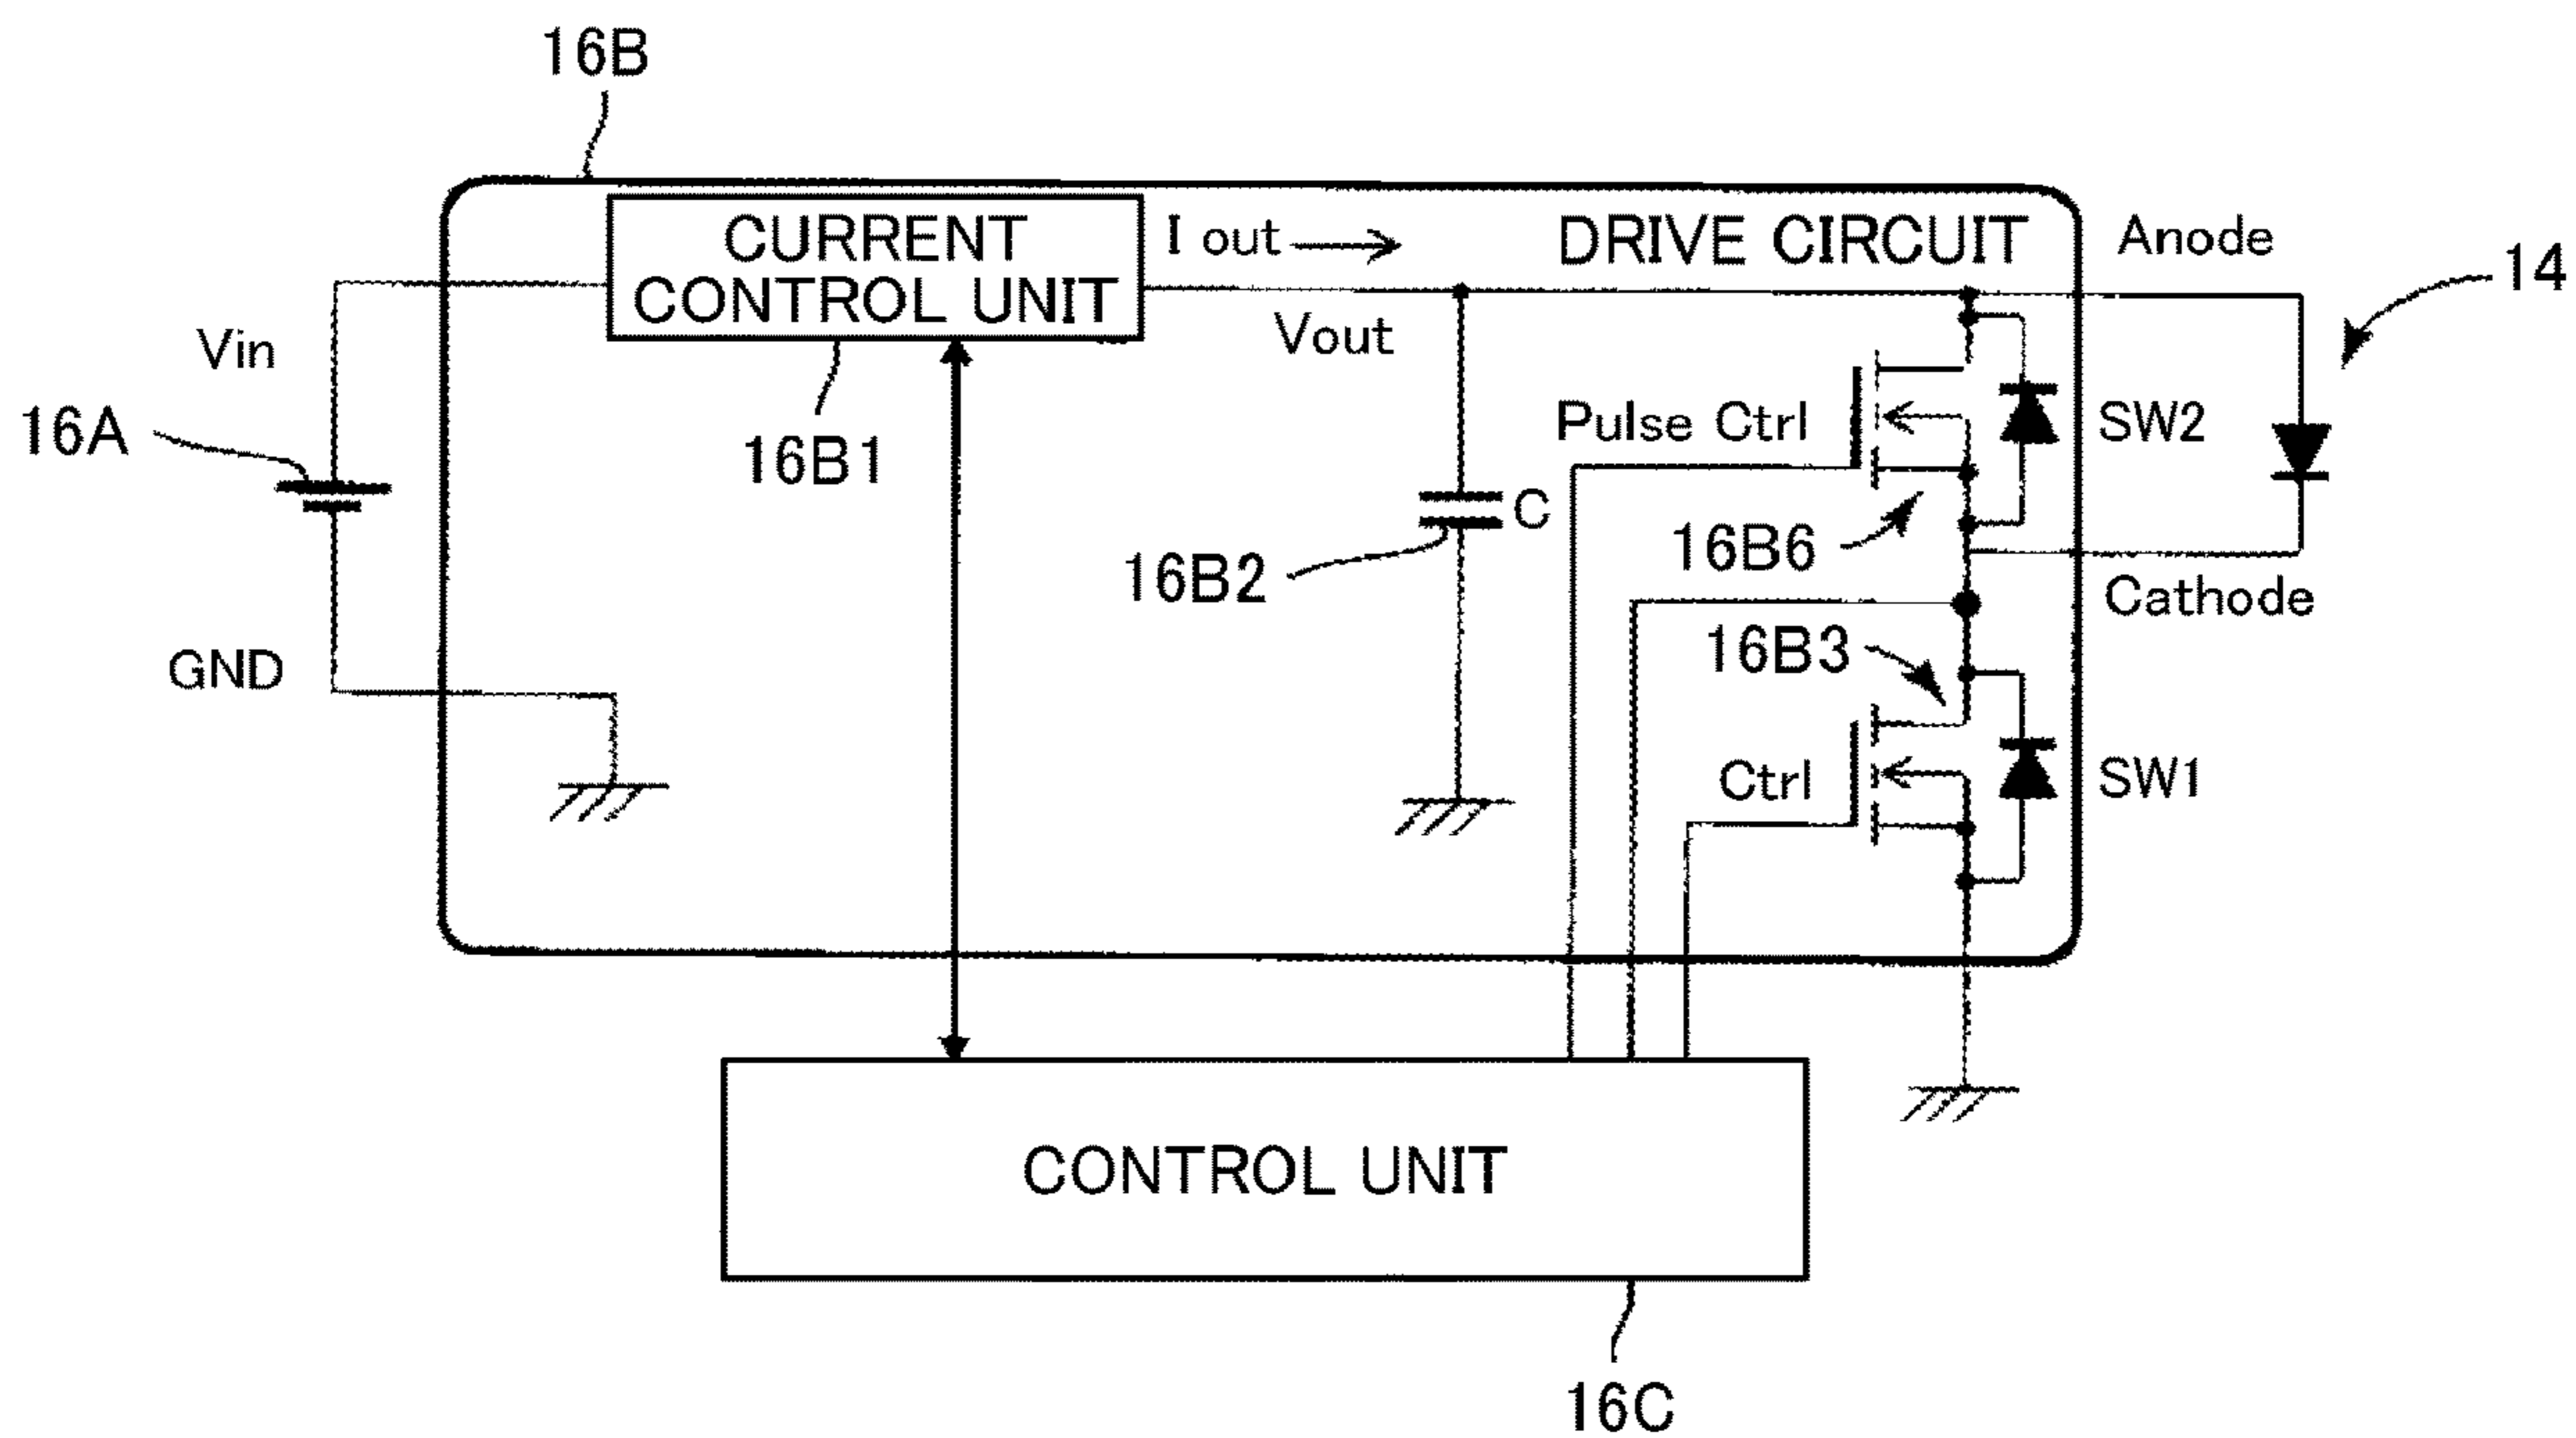 16B
CURRENT
CONTROL UNIT
I out
DRIVE CIRCUIT
Anode
14
Vin
Vout
16A
16B1
Pulse Ctrl
SW2
C
16B2
16B6
Cathode
GND
16B3
Ctrl
SW1
CONTROL UNIT
16C